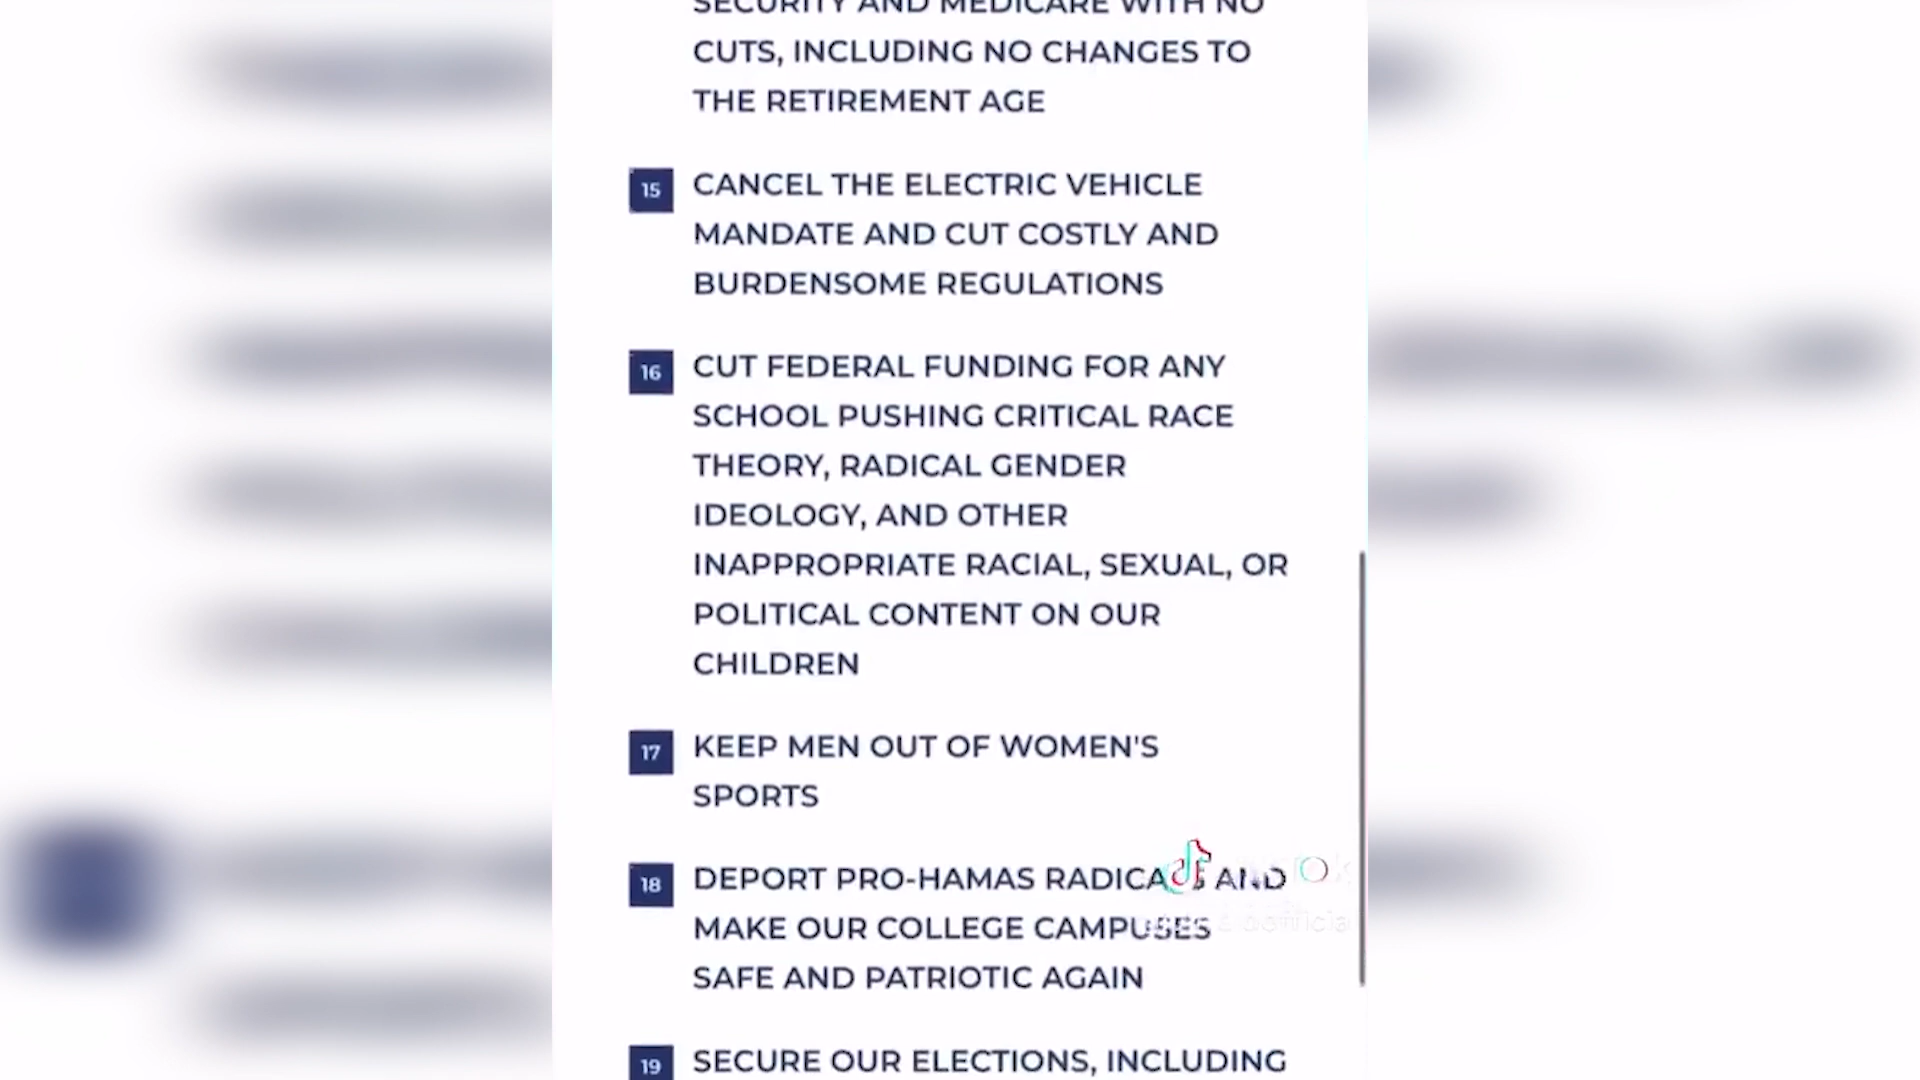 SECURITY AND MEDICARE WITH NO
CUTS, INCLUDING NO CHANGES TO
THE RETIREMENT AGE
15 CANCEL THE ELECTRIC VEHICLE
MANDATE AND CUT COSTLY AND
BURDENSOME REGULATIONS
16 CUT FEDERAL FUNDING FOR ANY
SCHOOL PUSHING CRITICAL RACE
THEORY, RADICAL GENDER
IDEOLOGY, AND OTHER
INAPPROPRIATE RACIAL, SEXUAL, OR
POLITICAL CONTENT ON OUR
CHILDREN
17 KEEP MEN OUT OF WOMEN'S
SPORTS
18 DEPORT PRO-HAMAS RADICALS AND
MAKE OUR COLLEGE CAMPUSES
SAFE AND PATRIOTIC AGAIN
19 SECURE OUR ELECTIONS, INCLUDING